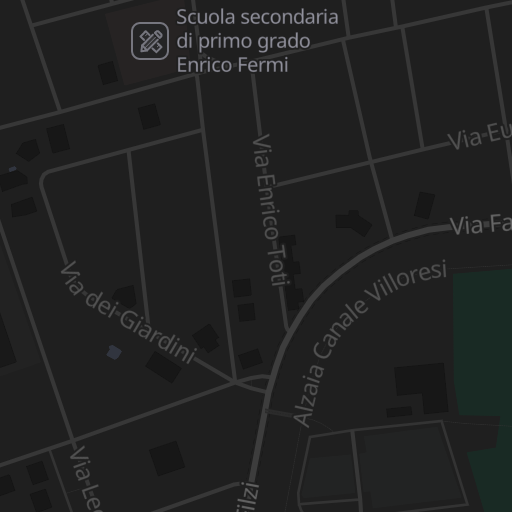 Scuola secondaria
di primo grado
Enrico Fermi
Via Eu
Via Enrico Toti
Via Fa
Via dei Giardini
Alzaia Canale Villoresi
Via Leo
ilzi